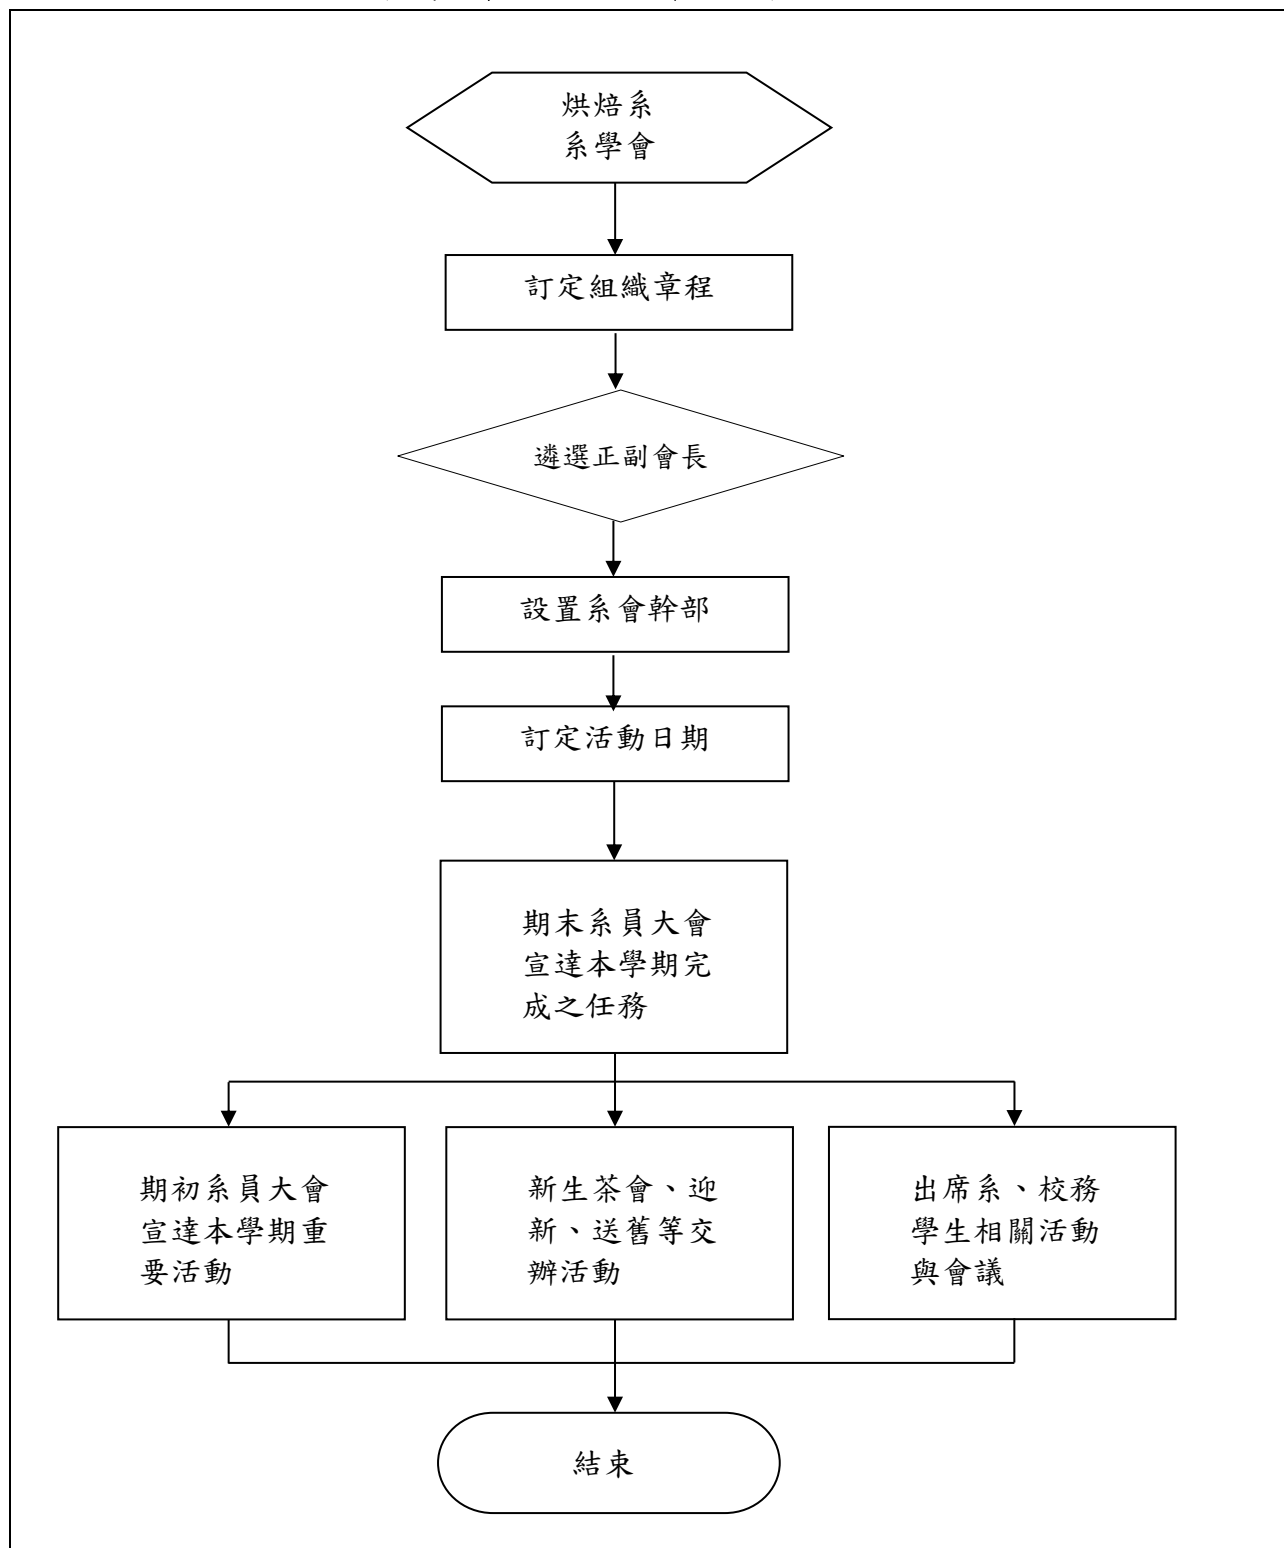 烘焙系
系學會
訂定組織章程
遴選正副會長
設置系會幹部
訂定活動日期
期末系員大會
宣達本學期完
成之任務
期初系員大會
宣達本學期重
要活動
新生茶會、迎
新、送舊等交
辦活動
出席系、校務
學生相關活動
與會議
結束